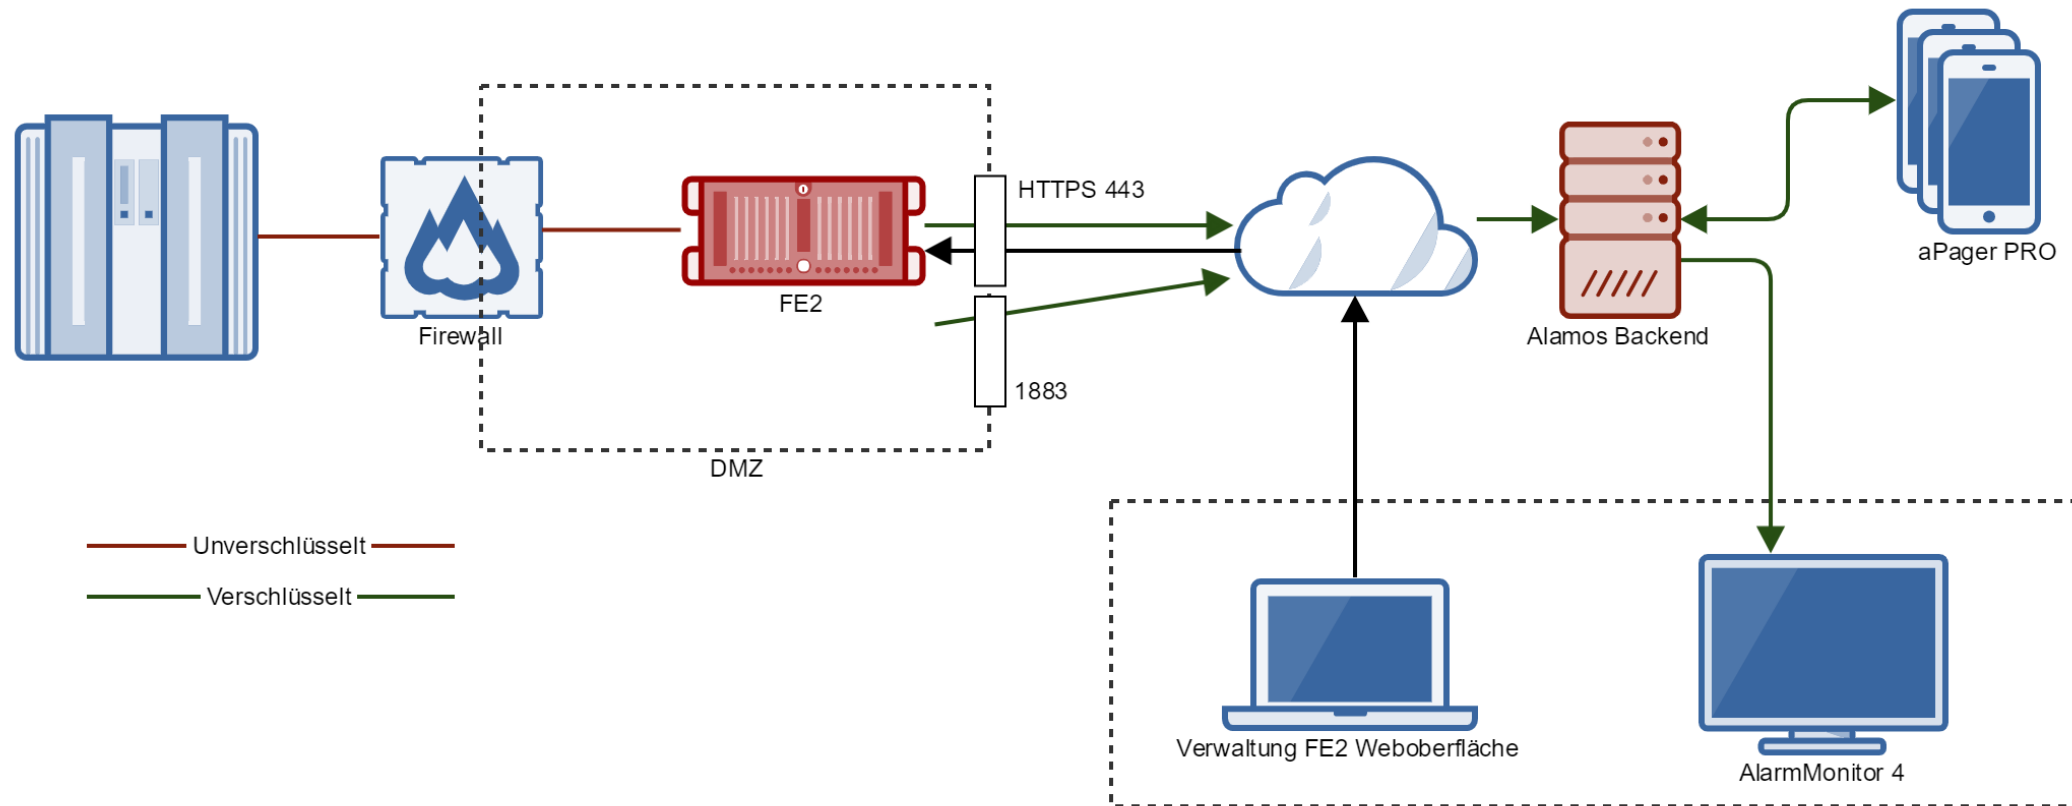 HTTPS 443
aPager PRO
FE2
Firewall
Alamos Backend
1883
DMZ
Unverschlüsselt
Verschlüsselt
Verwaltung FE2 Weboberfläche
AlarmMonitor 4